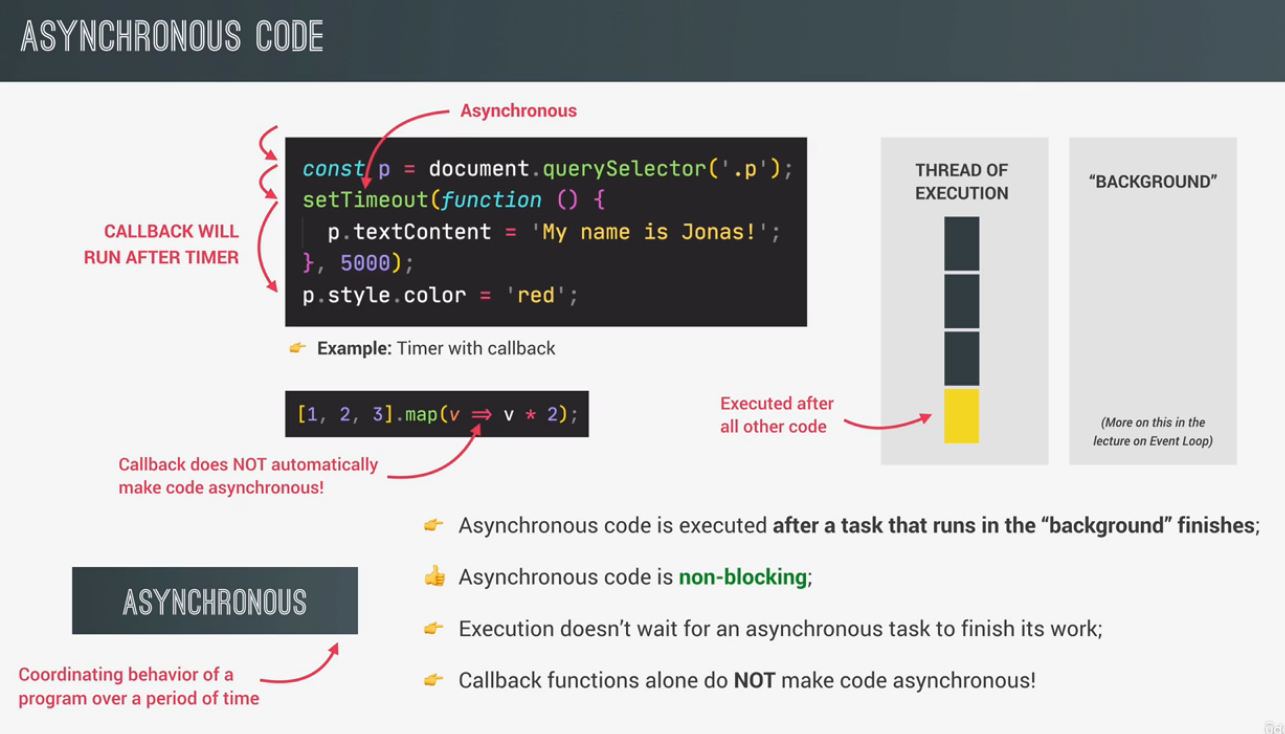 ASYNCHRONOUS CODE
Asynchronous
const p = document.querySelector('.p');
setTimeout(function () {
p.textContent = 'My name is Jonas!';
}, 5000);
p.style.color = 'red';
CALLBACK WILL
RUN AFTER TIMER
👉 Example: Timer with callback
[1, 2, 3].map(v => v * 2);
Callback does NOT automatically
make code asynchronous!
THREAD OF
EXECUTION
"BACKGROUND"
Executed after
all other code
(More on this in the
lecture on Event Loop)
👉 Asynchronous code is executed after a task that runs in the “background” finishes;
👍 Asynchronous code is non-blocking;
👉 Execution doesn’t wait for an asynchronous task to finish its work;
👉 Callback functions alone do NOT make code asynchronous!
ASYNCHRONOUS
Coordinating behavior of a
program over a period of time